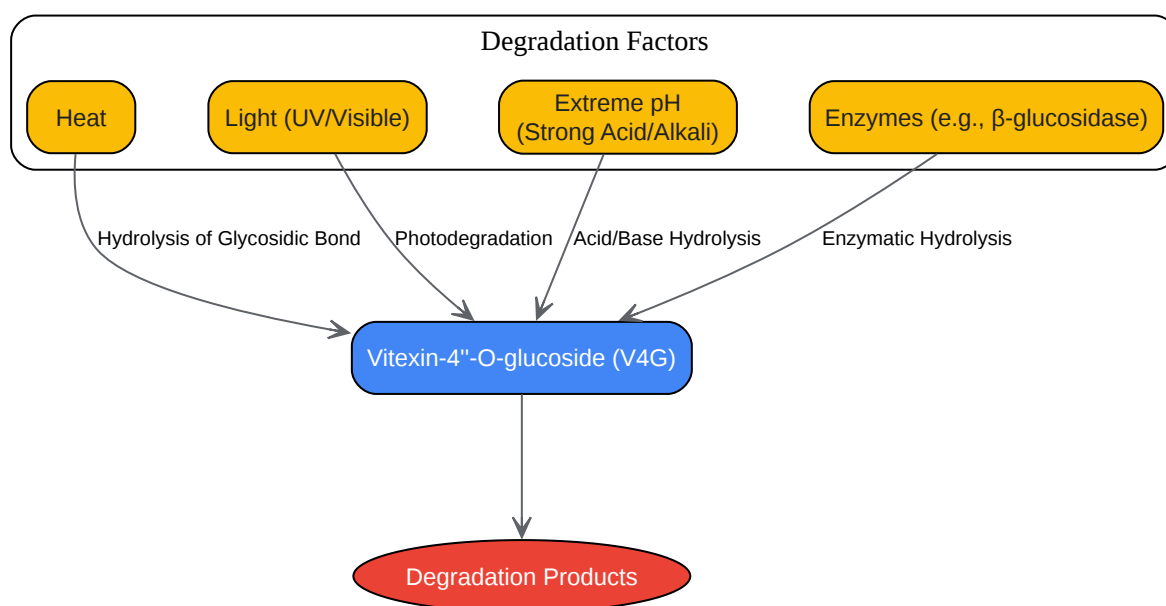 Degradation Factors
Heat
Light (UV/Visible)
Extreme pH
(Strong Acid/Alkali)
Enzymes (e.g., β-glucosidase)
Hydrolysis of Glycosidic Bond
Photodegradation
Acid/Base Hydrolysis
Enzymatic Hydrolysis
Vitexin-4''-O-glucoside (V4G)
Degradation Products